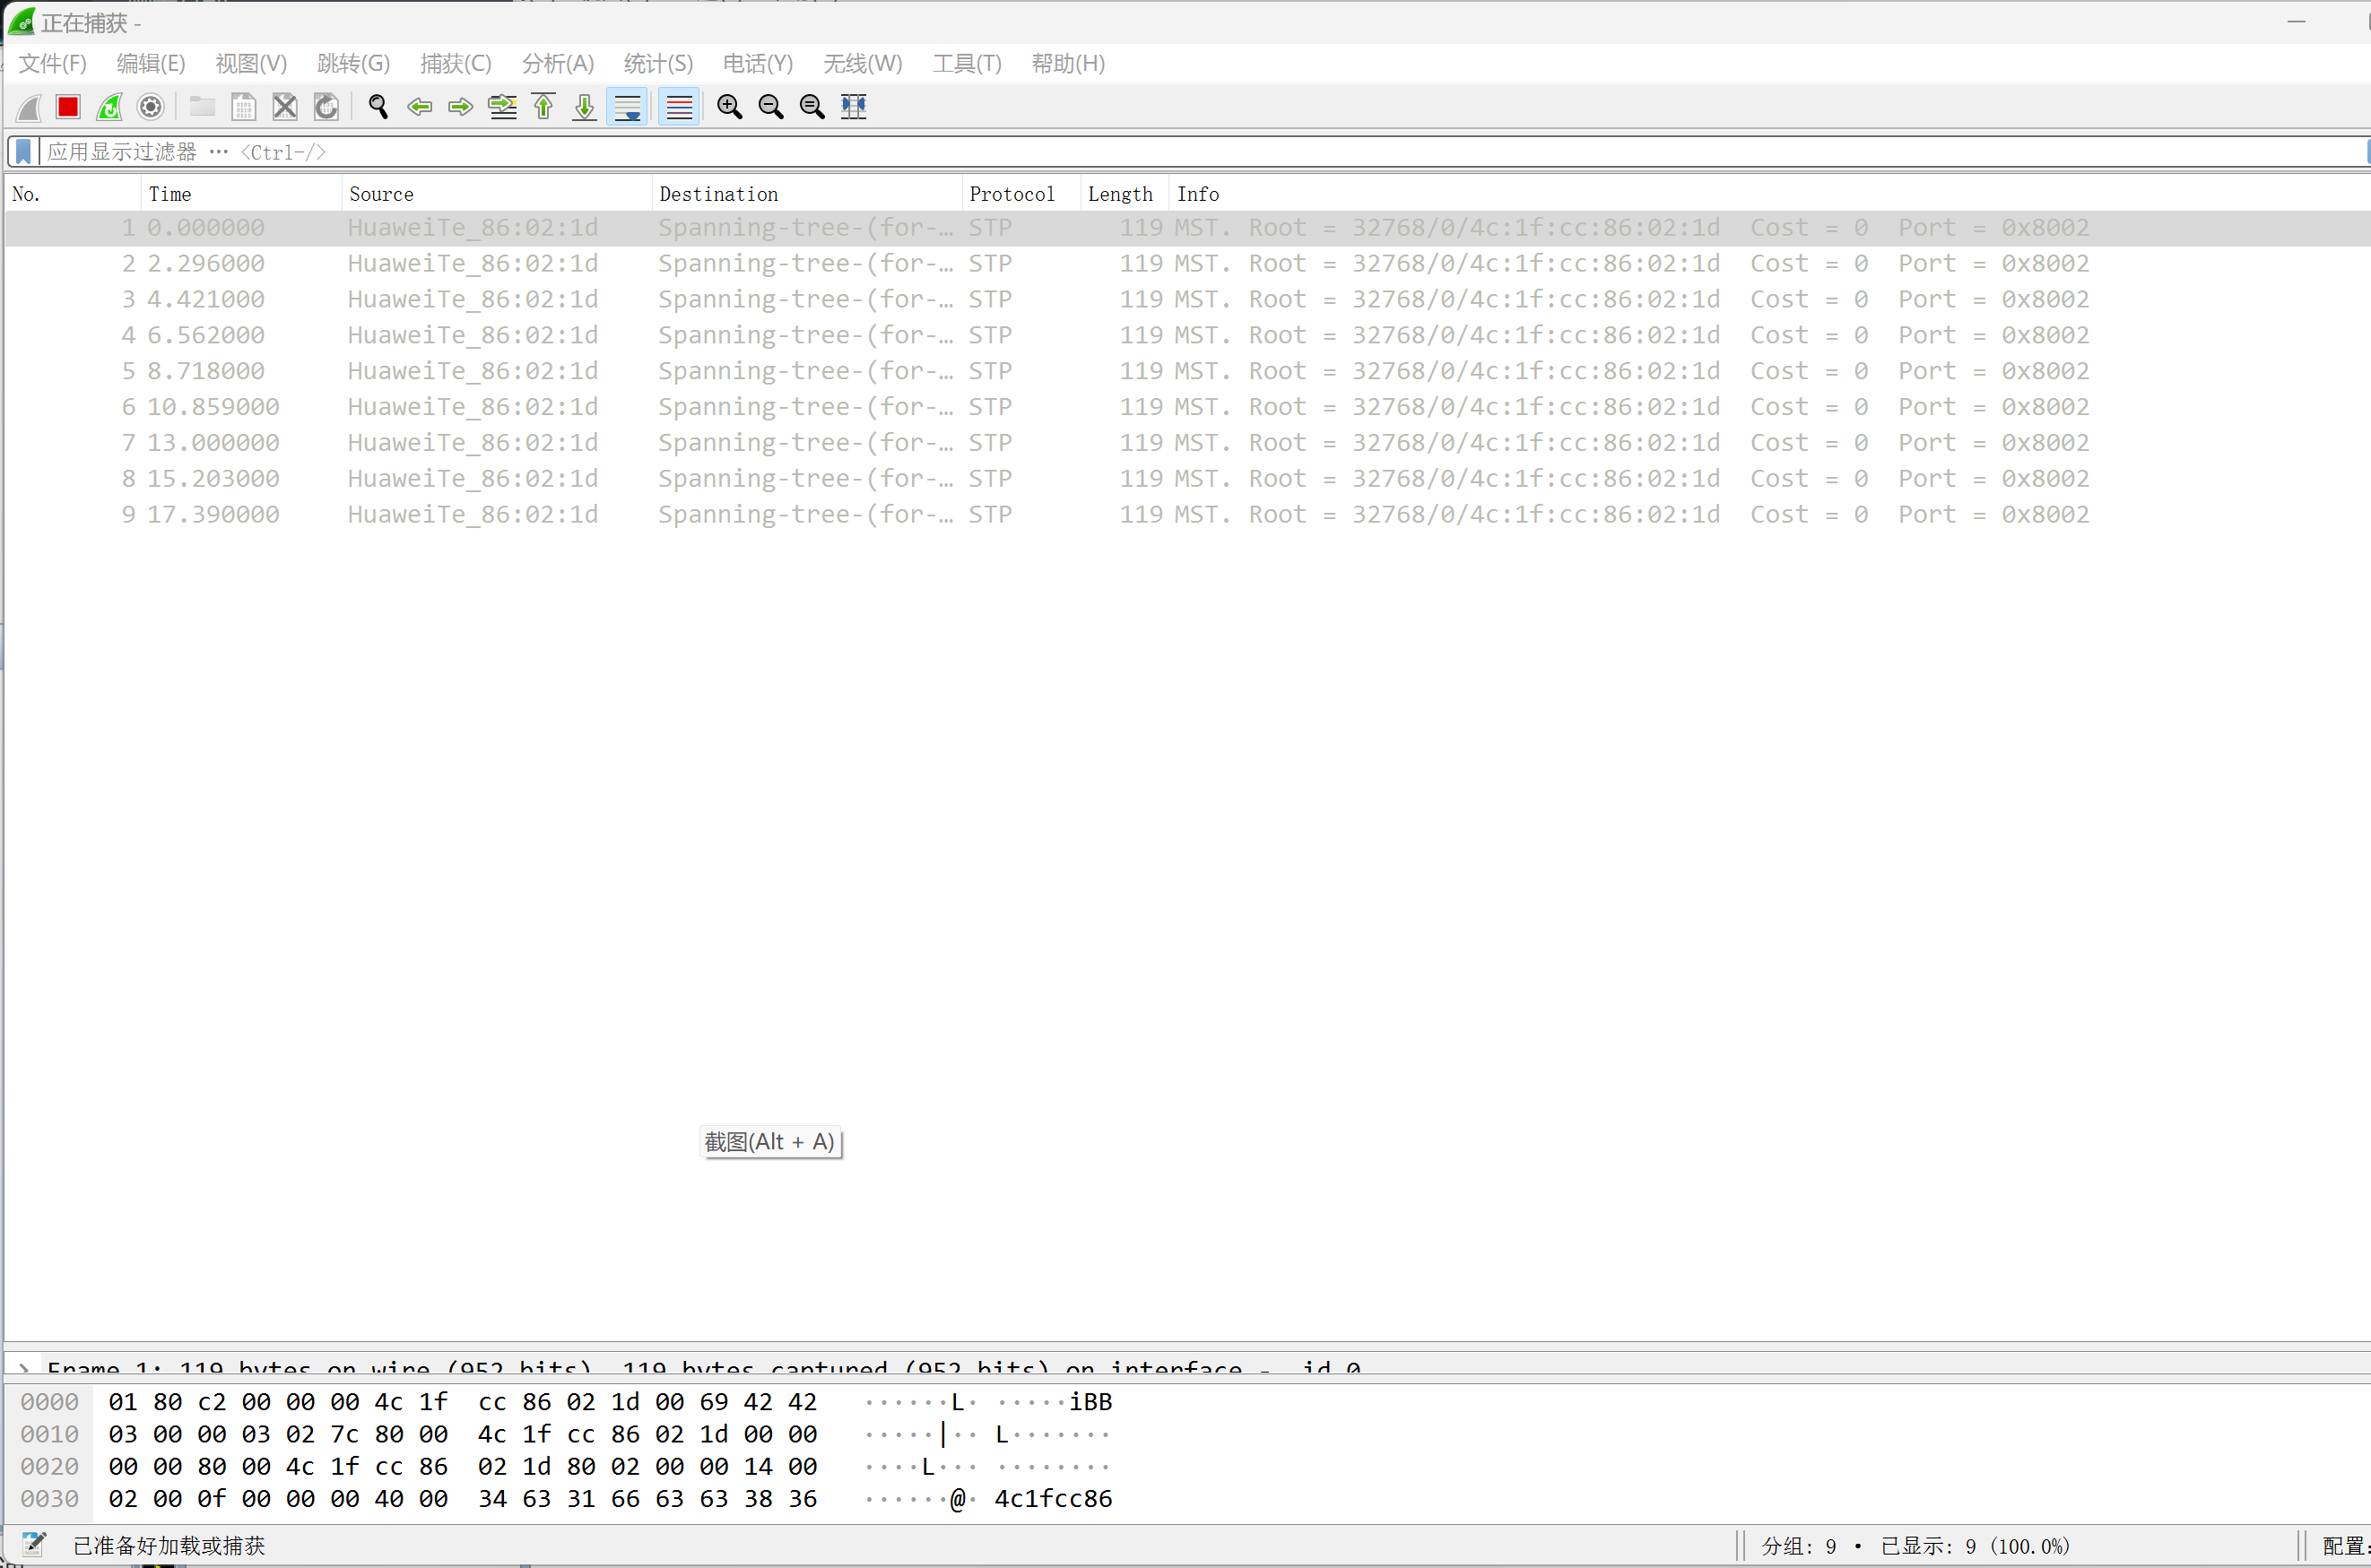 正在捕获 -
文件(F) 编辑(E) 视图(V) 跳转(G) 捕获(C) 分析(A) 统计(S) 电话(Y) 无线(W) 工具(T) 帮助(H)
应用显示过滤器 ··· <Ctrl-/>
No. Time Source Destination Protocol Length Info
1 0.000000 HuaweiTe_86:02:1d Spanning-tree-(for-… STP 119 MST. Root = 32768/0/4c:1f:cc:86:02:1d Cost = 0 Port = 0x8002
2 2.296000 HuaweiTe_86:02:1d Spanning-tree-(for-… STP 119 MST. Root = 32768/0/4c:1f:cc:86:02:1d Cost = 0 Port = 0x8002
3 4.421000 HuaweiTe_86:02:1d Spanning-tree-(for-… STP 119 MST. Root = 32768/0/4c:1f:cc:86:02:1d Cost = 0 Port = 0x8002
4 6.562000 HuaweiTe_86:02:1d Spanning-tree-(for-… STP 119 MST. Root = 32768/0/4c:1f:cc:86:02:1d Cost = 0 Port = 0x8002
5 8.718000 HuaweiTe_86:02:1d Spanning-tree-(for-… STP 119 MST. Root = 32768/0/4c:1f:cc:86:02:1d Cost = 0 Port = 0x8002
6 10.859000 HuaweiTe_86:02:1d Spanning-tree-(for-… STP 119 MST. Root = 32768/0/4c:1f:cc:86:02:1d Cost = 0 Port = 0x8002
7 13.000000 HuaweiTe_86:02:1d Spanning-tree-(for-… STP 119 MST. Root = 32768/0/4c:1f:cc:86:02:1d Cost = 0 Port = 0x8002
8 15.203000 HuaweiTe_86:02:1d Spanning-tree-(for-… STP 119 MST. Root = 32768/0/4c:1f:cc:86:02:1d Cost = 0 Port = 0x8002
9 17.390000 HuaweiTe_86:02:1d Spanning-tree-(for-… STP 119 MST. Root = 32768/0/4c:1f:cc:86:02:1d Cost = 0 Port = 0x8002
截图(Alt + A)
Frame 1: 119 bytes on wire (952 bits), 119 bytes captured (952 bits) on interface -, id 0
0000 01 80 c2 00 00 00 4c 1f cc 86 02 1d 00 69 42 42 ······L· ·····iBB
0010 03 00 00 03 02 7c 80 00 4c 1f cc 86 02 1d 00 00 ·····|·· L·······
0020 00 00 80 00 4c 1f cc 86 02 1d 80 02 00 00 14 00 ····L··· ········
0030 02 00 0f 00 00 00 40 00 34 63 31 66 63 63 38 36 ······@· 4c1fcc86
已准备好加载或捕获 分组: 9 · 已显示: 9 (100.0%) 配置: